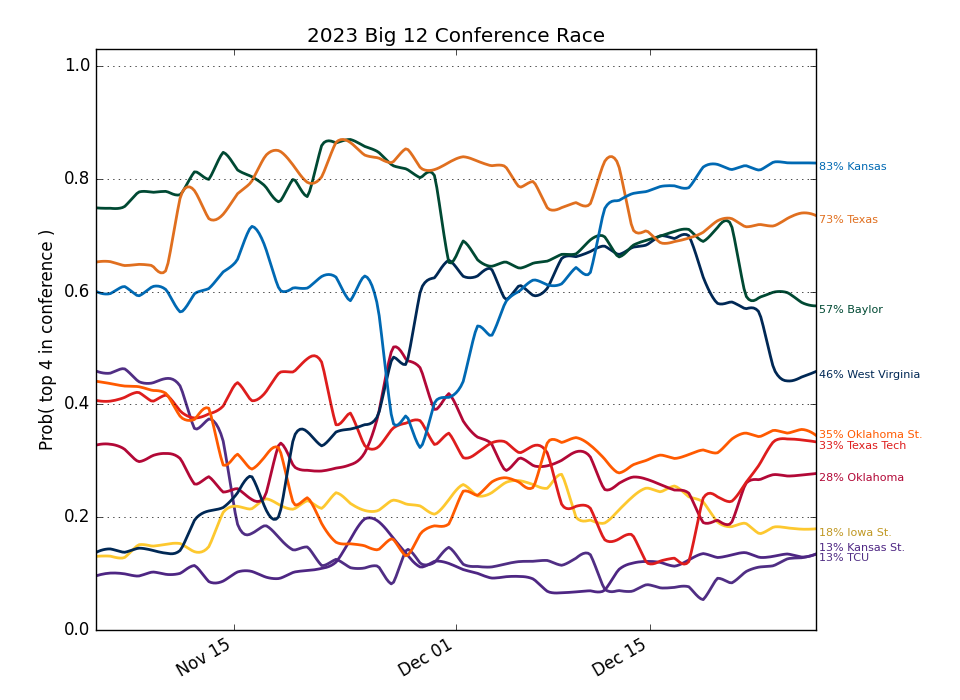 2023 Big 12 Conference Race
Prob( top 4 in conference )
1.0
0.8
0.6
0.4
0.2
0.0
Nov 15
Dec 01
Dec 15
83% Kansas
73% Texas
57% Baylor
46% West Virginia
35% Oklahoma St.
33% Texas Tech
28% Oklahoma
18% Iowa St.
13% Kansas St.
13% TCU